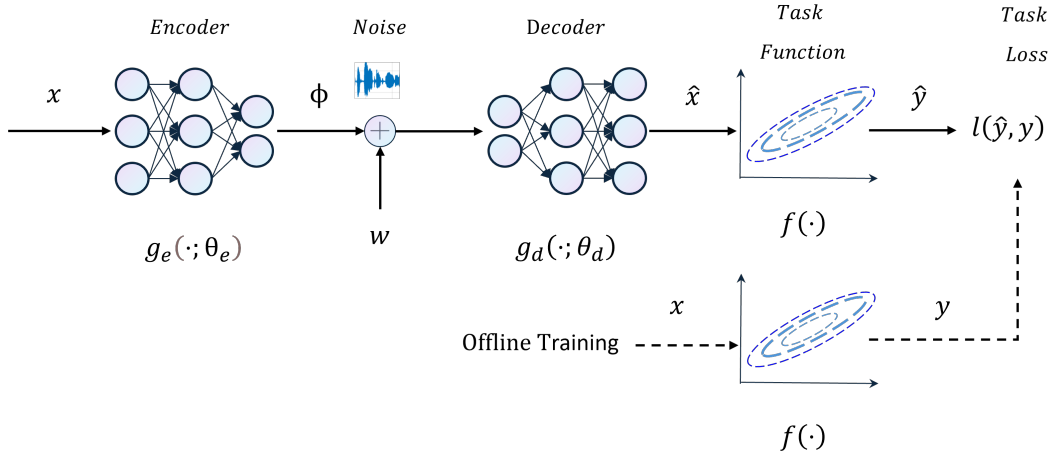 Encoder
Noise
Decoder
Task
Function
Task
Loss
x
ϕ
x̂
ŷ
l(ŷ, y)
+
w
g_e(·; θ_e)
g_d(·; θ_d)
f(·)
x
y
Offline Training
f(·)